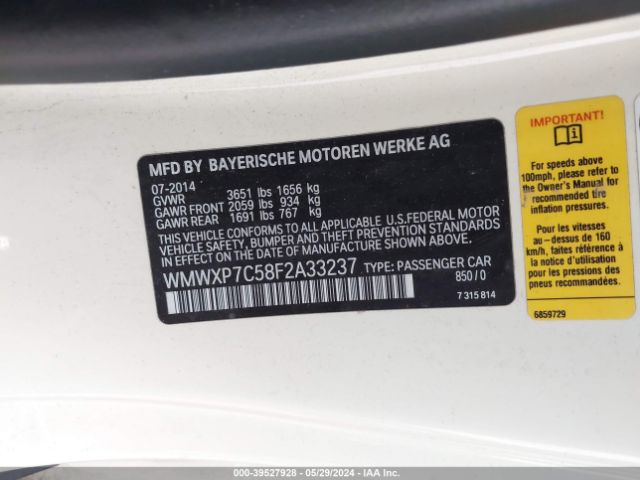 MFD BY BAYERISCHE MOTOREN WERKE AG
07-2014
GVWR 3651 lbs 1656 kg
GAWR FRONT 2059 lbs 934 kg
GAWR REAR 1691 lbs 767 kg
THIS VEHICLE CONFORMS TO ALL APPLICABLE U.S.FEDERAL MOTOR
VEHICLE SAFETY, BUMPER AND THEFT PREVENTION STANDARDS
IN EFFECT ON THE DATE OF MANUFACTURE SHOWN ABOVE.
WMWXP7C58F2A33237 TYPE: PASSENGER CAR
850/0
7 315 814
IMPORTANT!
For speeds above
100mph, please refer to
the Owner's Manual for
recommended tire
inflation pressures.
Pour les vitesses
au-dessus de 160
km/h, faites référence à
la notice d'utilisation
pour les pressions des
pneus recommandées.
6859729
000-39527928 - 05/29/2024 - IAA Inc.